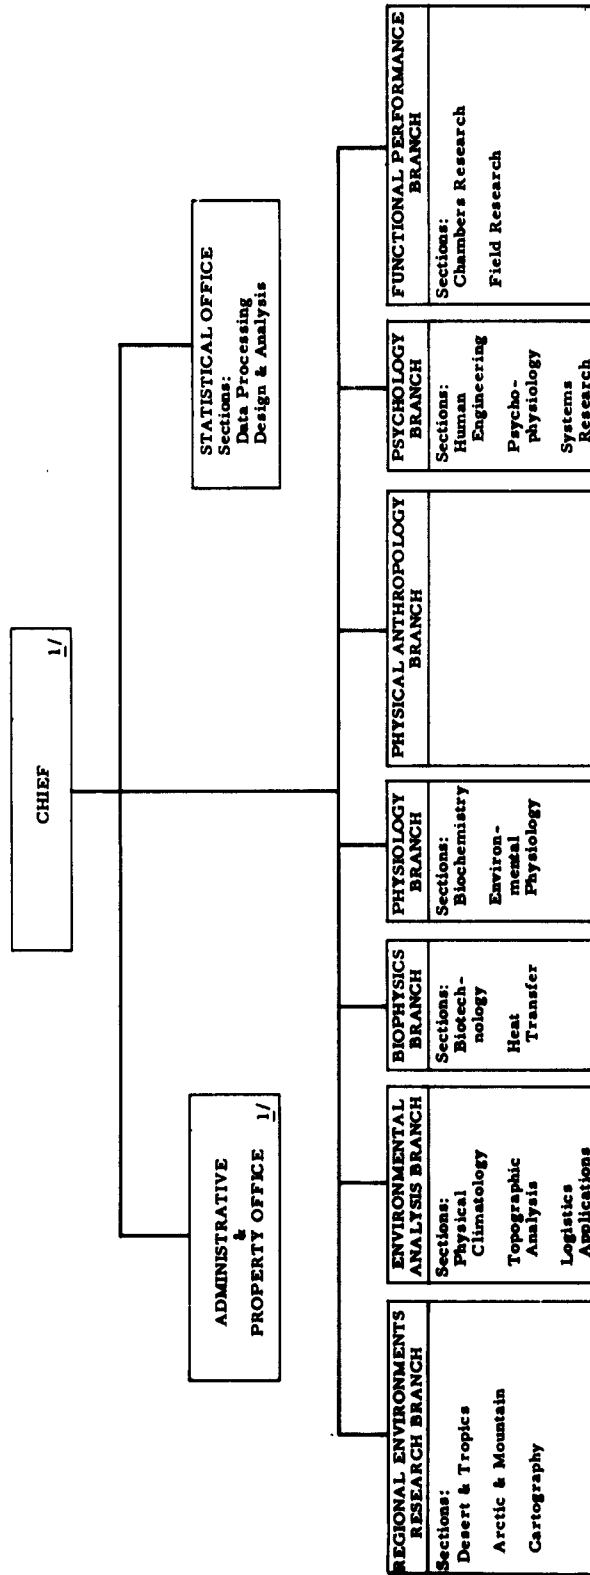 CHIEF
1/
ADMINISTRATIVE
&
PROPERTY OFFICE
1/
STATISTICAL OFFICE
Sections:
Data Processing
Design & Analysis
REGIONAL ENVIRONMENTS
RESEARCH BRANCH
Sections:
Desert & Tropics
Arctic & Mountain
Cartography
ENVIRONMENTAL
ANALYSIS BRANCH
Sections:
Physical
Climatology
Topographic
Analysis
Logistics
Applications
BIOPHYSICS
BRANCH
Sections:
Biotech-
nology
Heat
Transfer
PHYSIOLOGY
BRANCH
Sections:
Biochemistry
Environ-
mental
Physiology
PHYSICAL ANTHROPOLOGY
BRANCH
PSYCHOLOGY
BRANCH
Sections:
Human
Engineering
Psycho-
physiology
Systems
Research
FUNCTIONAL PERFORMANCE
BRANCH
Sections:
Chambers Research
Field Research